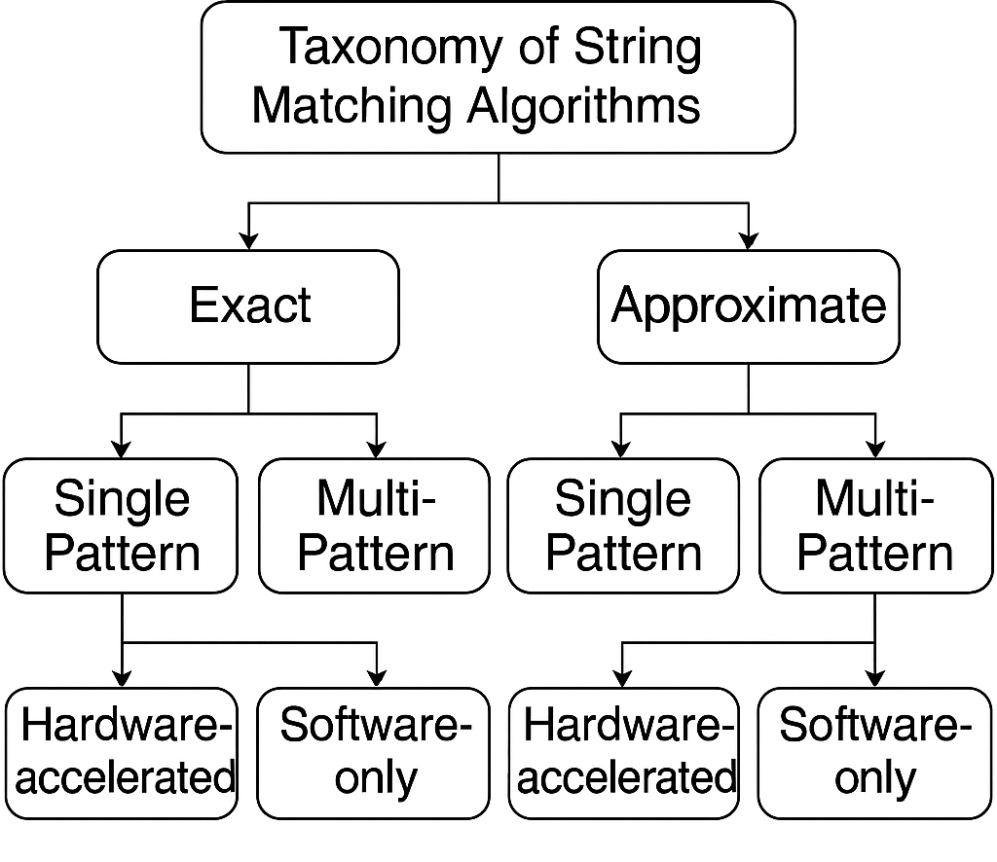 Taxonomy of String
Matching Algorithms
Exact
Approximate
Single
Pattern
Multi-
Pattern
Single
Pattern
Multi-
Pattern
Hardware-
accelerated
Software-
only
Hardware-
accelerated
Software-
only